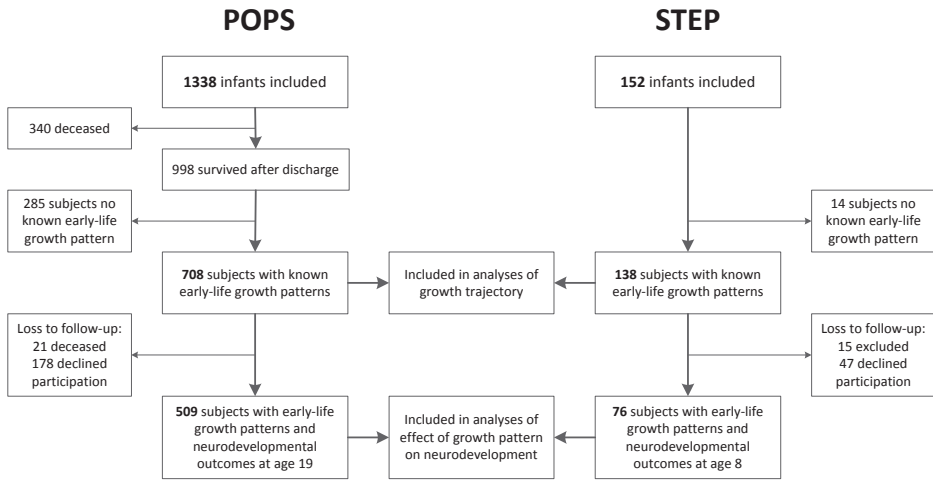 POPS
STEP
1338 infants included
152 infants included
340 deceased
998 survived after discharge
285 subjects no
known early-life
growth pattern
14 subjects no
known early-life
growth pattern
708 subjects with known
early-life growth patterns
Included in analyses of
growth trajectory
138 subjects with known
early-life growth patterns
Loss to follow-up:
21 deceased
178 declined
participation
Loss to follow-up:
15 excluded
47 declined
participation
509 subjects with early-life
growth patterns and
neurodevelopmental
outcomes at age 19
Included in analyses of
effect of growth pattern
on neurodevelopment
76 subjects with early-life
growth patterns and
neurodevelopmental
outcomes at age 8